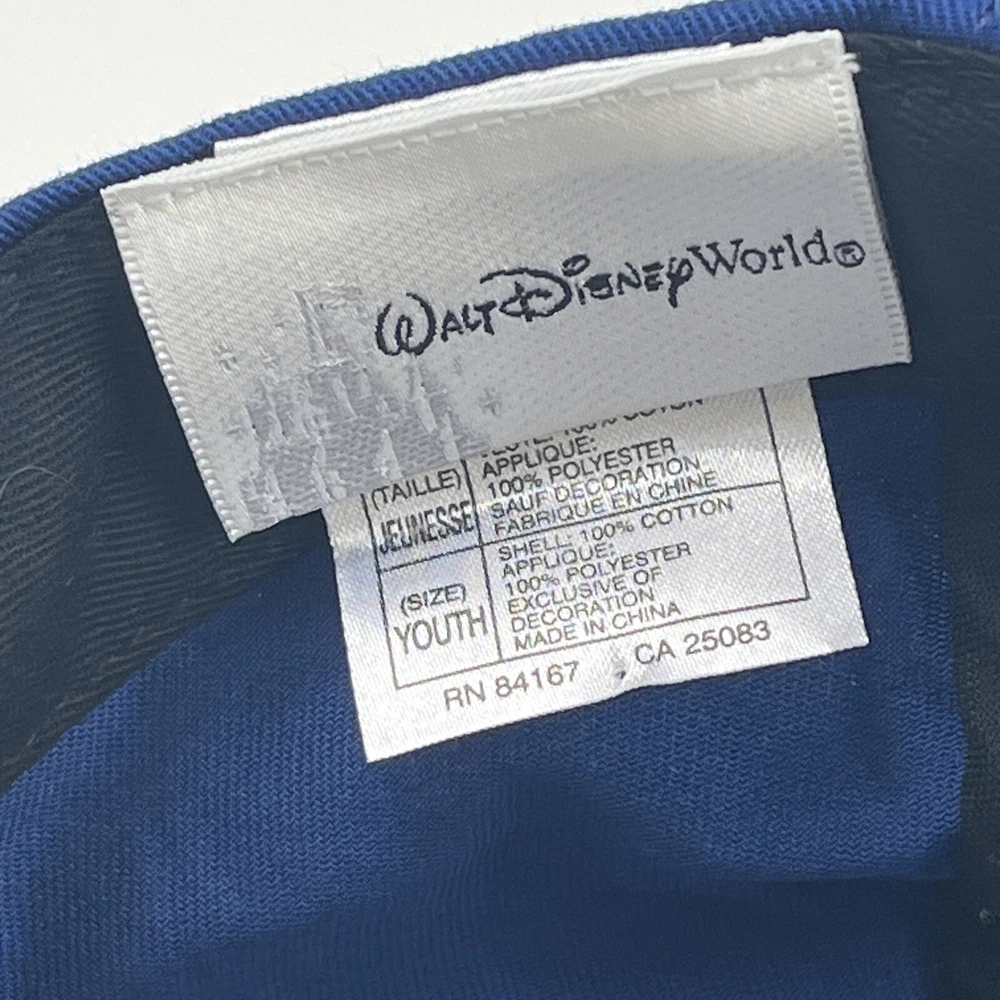 Walt Disney World®
APPLIQUE:
(TAILLE) 100% POLYESTER
JEUNESSE SAUF DECORATION
FABRIQUE EN CHINE
SHELL: 100% COTTON
APPLIQUE:
100% POLYESTER
(SIZE) EXCLUSIVE OF
YOUTH DECORATION
MADE IN CHINA
RN 84167 CA 25083